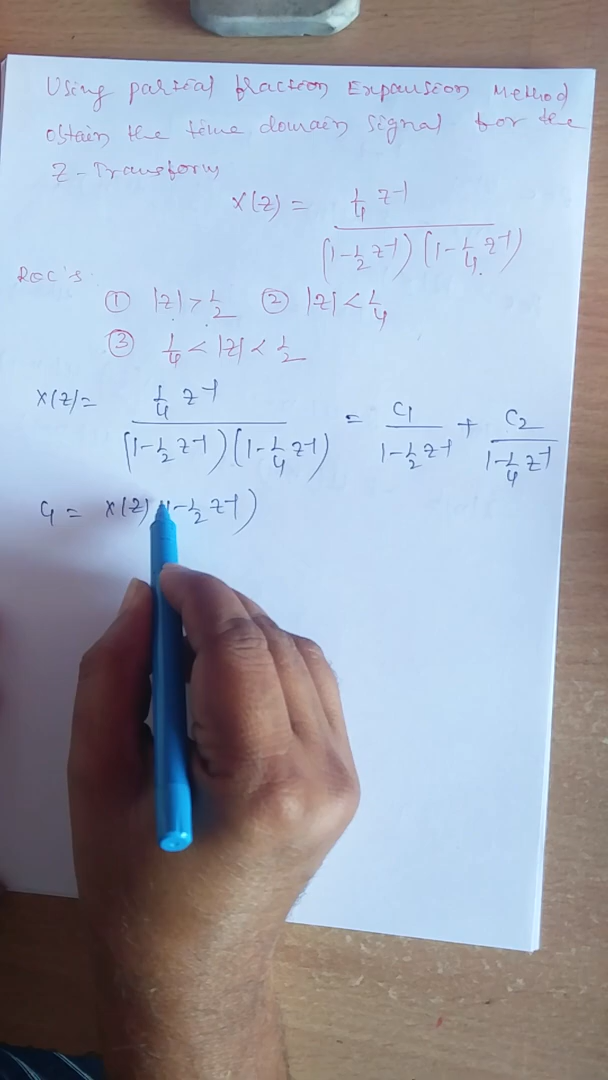 Using partial fraction Expansion Method
obtain the time domain signal for the
Z-Transform
X(z) = 1/4 z^-1 / (1-1/2 z^-1) (1-1/4 z^-1)
ROC's:
① |z| > 1/2 ② |z| < 1/4
③ 1/4 < |z| < 1/2
X(z) = 1/4 z^-1 / (1-1/2 z^-1) (1-1/4 z^-1) = C1 / 1-1/2 z^-1 + C2 / 1-1/4 z^-1
C1 = X(z) (1-1/2 z^-1)